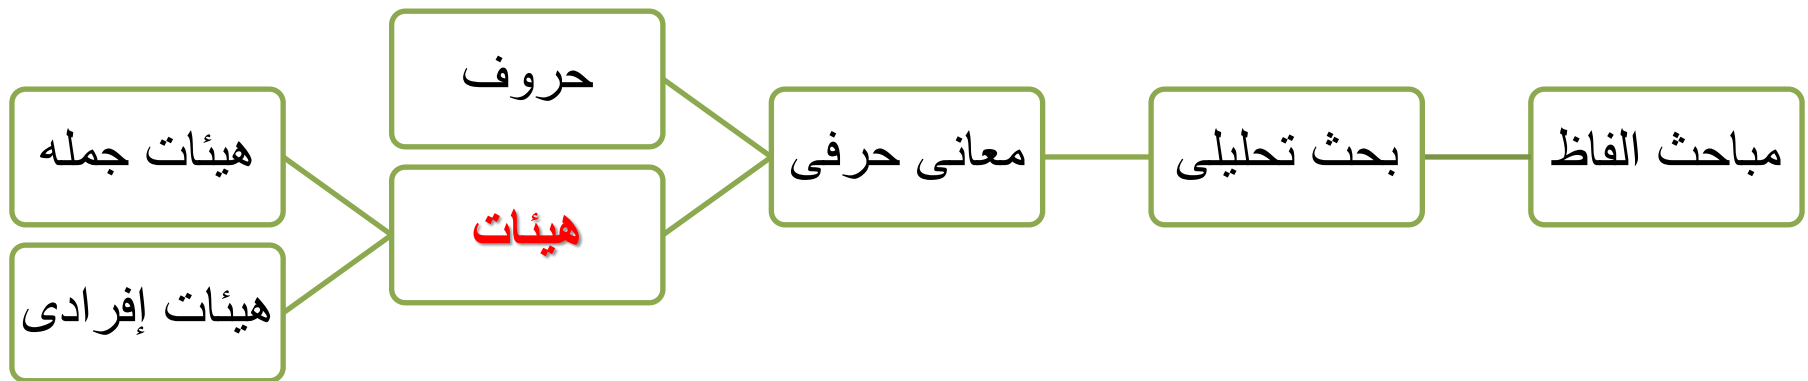 مباحث الفاظ
بحث تحلیلی
معانی حرفی
حروف
هیئات
هیئات جمله
هیئات إفرادی